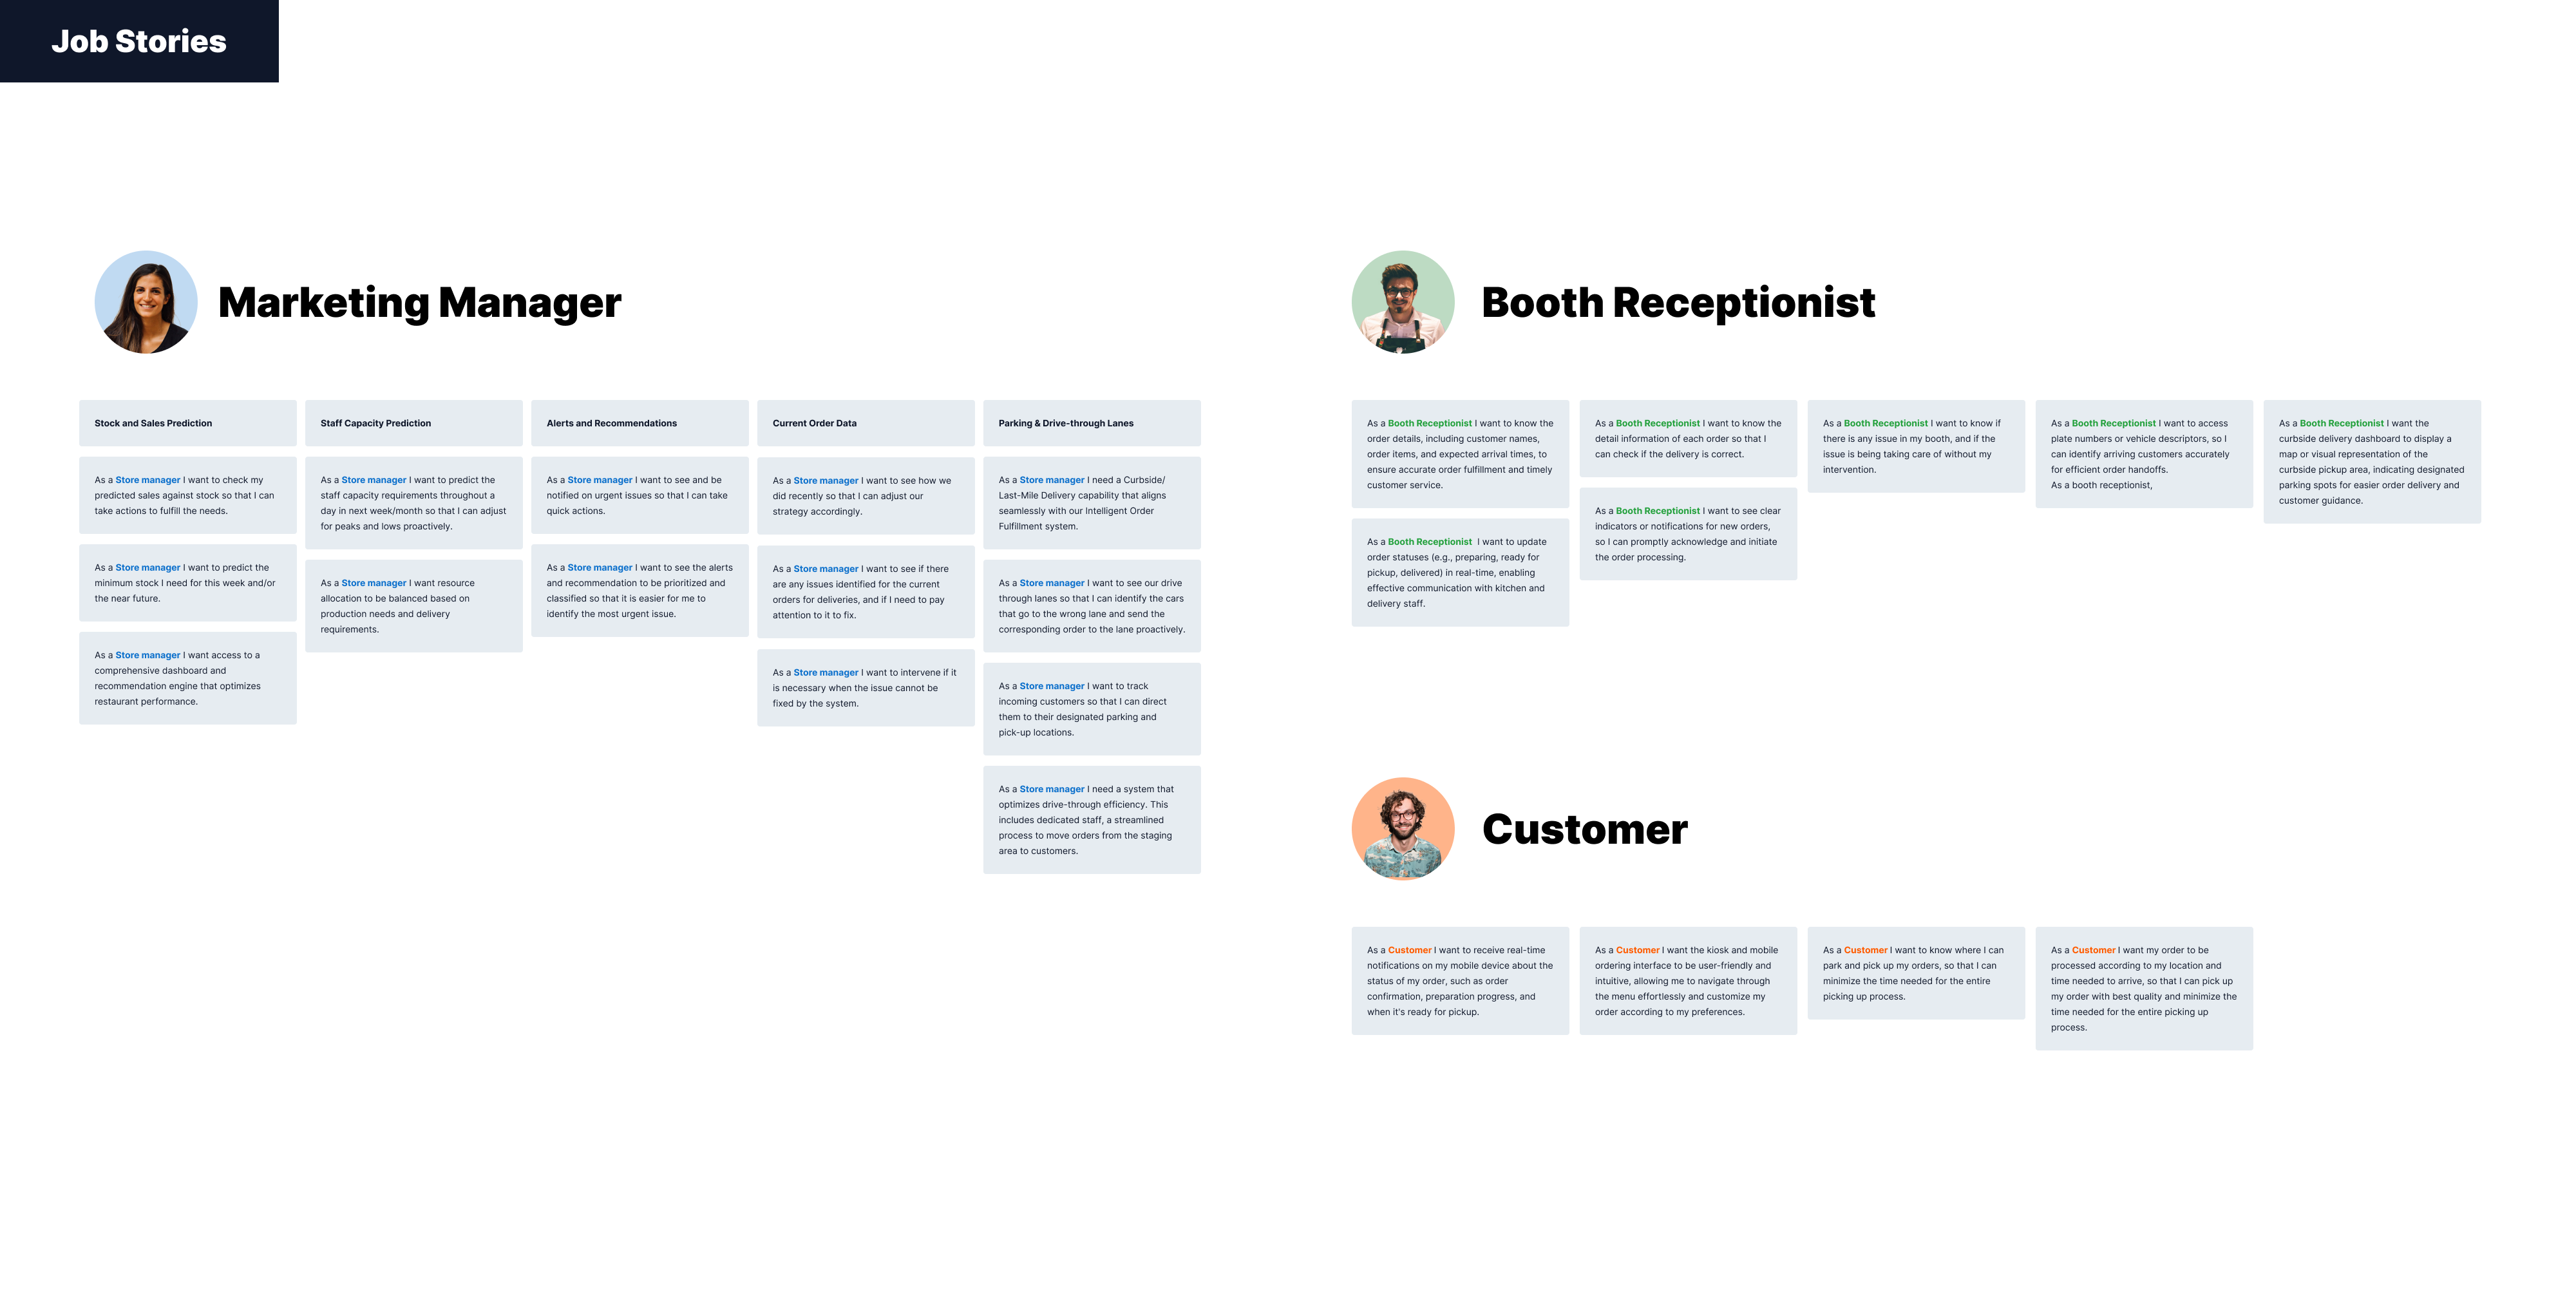 Job Stories
Marketing Manager
Stock and Sales Prediction
As a Store manager I want to check my
predicted sales against stock so that I can
take actions to fulfill the needs.
As a Store manager I want to predict the
minimum stock I need for this week and/or
the near future.
As a Store manager I want access to a
comprehensive dashboard and
recommendation engine that optimizes
restaurant performance.
Staff Capacity Prediction
As a Store manager I want to predict the
staff capacity requirements throughout a
day in next week/month so that I can adjust
for peaks and lows proactively.
As a Store manager I want resource
allocation to be balanced based on
production needs and delivery
requirements.
Alerts and Recommendations
As a Store manager I want to see and be
notified on urgent issues so that I can take
quick actions.
As a Store manager I want to see the alerts
and recommendation to be prioritized and
classified so that it is easier for me to
identify the most urgent issue.
Current Order Data
As a Store manager I want to see how we
did recently so that I can adjust our
strategy accordingly.
As a Store manager I want to see if there
are any issues identified for the current
orders for deliveries, and if I need to pay
attention to it to fix.
As a Store manager I want to intervene if it
is necessary when the issue cannot be
fixed by the system.
Parking & Drive-through Lanes
As a Store manager I need a Curbside/
Last-Mile Delivery capability that aligns
seamlessly with our Intelligent Order
Fulfillment system.
As a Store manager I want to see our drive
through lanes so that I can identify the cars
that go to the wrong lane and send the
corresponding order to the lane proactively.
As a Store manager I want to track
incoming customers so that I can direct
them to their designated parking and
pick-up locations.
As a Store manager I need a system that
optimizes drive-through efficiency. This
includes dedicated staff, a streamlined
process to move orders from the staging
area to customers.
Booth Receptionist
As a Booth Receptionist I want to know the
order details, including customer names,
order items, and expected arrival times, to
ensure accurate order fulfillment and timely
customer service.
As a Booth Receptionist I want to update
order statuses (e.g., preparing, ready for
pickup, delivered) in real-time, enabling
effective communication with kitchen and
delivery staff.
As a Booth Receptionist I want to know the
detail information of each order so that I
can check if the delivery is correct.
As a Booth Receptionist I want to see clear
indicators or notifications for new orders,
so I can promptly acknowledge and initiate
the order processing.
As a Booth Receptionist I want to know if
there is any issue in my booth, and if the
issue is being taking care of without my
intervention.
As a Booth Receptionist I want to access
plate numbers or vehicle descriptors, so I
can identify arriving customers accurately
for efficient order handoffs.
As a booth receptionist,
As a Booth Receptionist I want the
curbside delivery dashboard to display a
map or visual representation of the
curbside pickup area, indicating designated
parking spots for easier order delivery and
customer guidance.
Customer
As a Customer I want to receive real-time
notifications on my mobile device about the
status of my order, such as order
confirmation, preparation progress, and
when it's ready for pickup.
As a Customer I want the kiosk and mobile
ordering interface to be user-friendly and
intuitive, allowing me to navigate through
the menu effortlessly and customize my
order according to my preferences.
As a Customer I want to know where I can
park and pick up my orders, so that I can
minimize the time needed for the entire
picking up process.
As a Customer I want my order to be
processed according to my location and
time needed to arrive, so that I can pick up
my order with best quality and minimize the
time needed for the entire picking up
process.